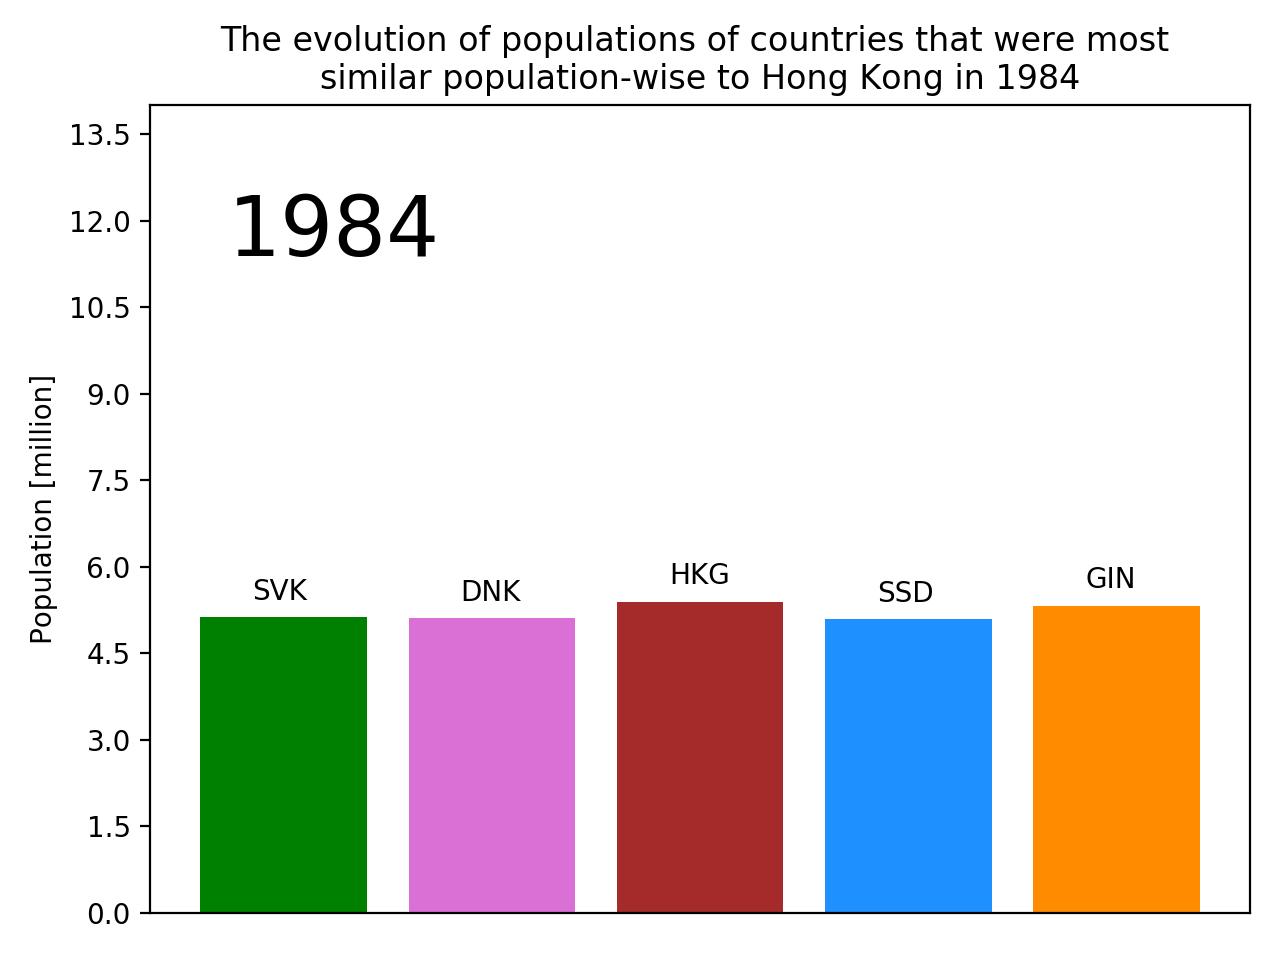 The evolution of populations of countries that were most
similar population-wise to Hong Kong in 1984
13.5
12.0
10.5
9.0
7.5
6.0
4.5
3.0
1.5
0.0
Population [million]
1984
SVK
DNK
HKG
SSD
GIN